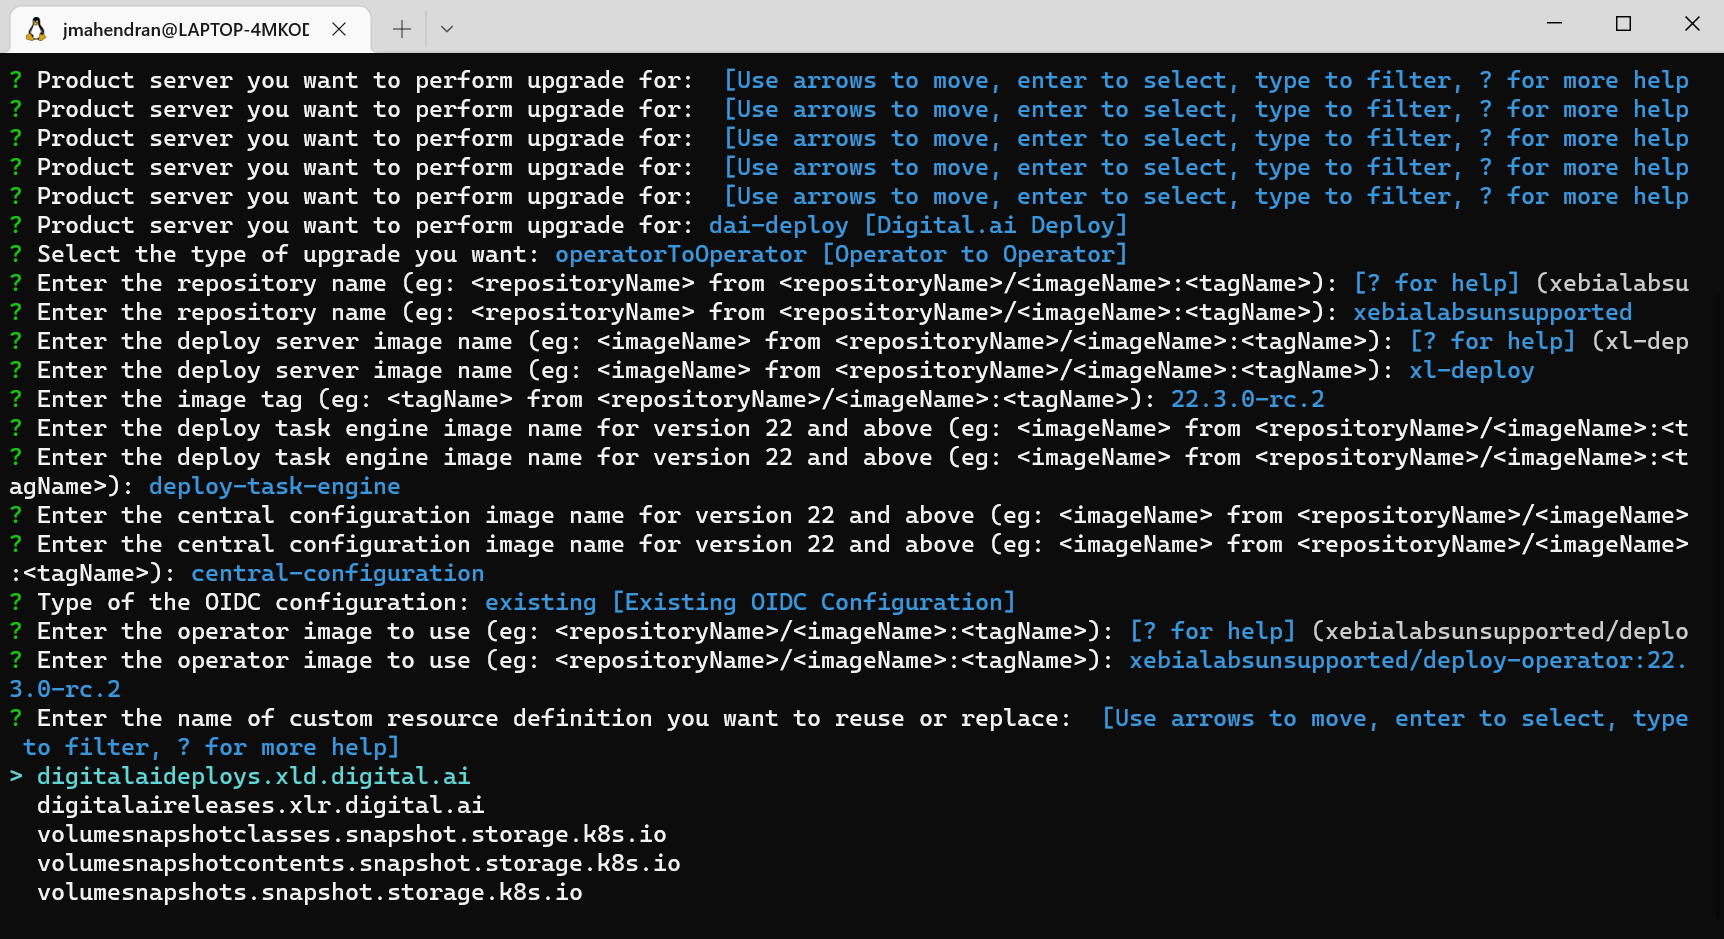 jmahendran@LAPTOP-4MKOD
? Product server you want to perform upgrade for:  [Use arrows to move, enter to select, type to filter, ? for more help
? Product server you want to perform upgrade for:  [Use arrows to move, enter to select, type to filter, ? for more help
? Product server you want to perform upgrade for:  [Use arrows to move, enter to select, type to filter, ? for more help
? Product server you want to perform upgrade for:  [Use arrows to move, enter to select, type to filter, ? for more help
? Product server you want to perform upgrade for:  [Use arrows to move, enter to select, type to filter, ? for more help
? Product server you want to perform upgrade for: dai-deploy [Digital.ai Deploy]
? Select the type of upgrade you want: operatorToOperator [Operator to Operator]
? Enter the repository name (eg: <repositoryName> from <repositoryName>/<imageName>:<tagName>): [? for help] (xebialabsu
? Enter the repository name (eg: <repositoryName> from <repositoryName>/<imageName>:<tagName>): xebialabsunsupported
? Enter the deploy server image name (eg: <imageName> from <repositoryName>/<imageName>:<tagName>): [? for help] (xl-dep
? Enter the deploy server image name (eg: <imageName> from <repositoryName>/<imageName>:<tagName>): xl-deploy
? Enter the image tag (eg: <tagName> from <repositoryName>/<imageName>:<tagName>): 22.3.0-rc.2
? Enter the deploy task engine image name for version 22 and above (eg: <imageName> from <repositoryName>/<imageName>:<t
? Enter the deploy task engine image name for version 22 and above (eg: <imageName> from <repositoryName>/<imageName>:<t
agName>): deploy-task-engine
? Enter the central configuration image name for version 22 and above (eg: <imageName> from <repositoryName>/<imageName>
? Enter the central configuration image name for version 22 and above (eg: <imageName> from <repositoryName>/<imageName>
:<tagName>): central-configuration
? Type of the OIDC configuration: existing [Existing OIDC Configuration]
? Enter the operator image to use (eg: <repositoryName>/<imageName>:<tagName>): [? for help] (xebialabsunsupported/deplo
? Enter the operator image to use (eg: <repositoryName>/<imageName>:<tagName>): xebialabsunsupported/deploy-operator:22.
3.0-rc.2
? Enter the name of custom resource definition you want to reuse or replace:  [Use arrows to move, enter to select, type
 to filter, ? for more help]
> digitalaideploys.xld.digital.ai
  digitalaireleases.xlr.digital.ai
  volumesnapshotclasses.snapshot.storage.k8s.io
  volumesnapshotcontents.snapshot.storage.k8s.io
  volumesnapshots.snapshot.storage.k8s.io